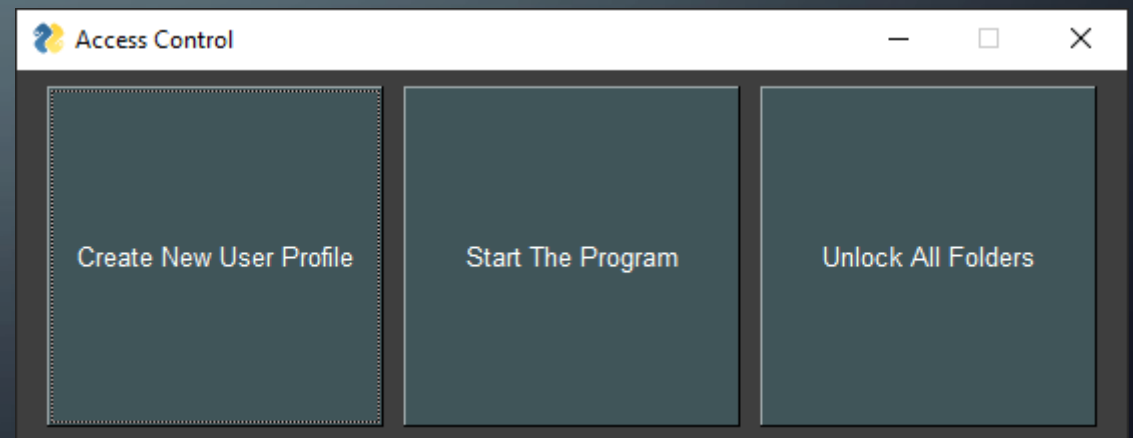 Access Control
Create New User Profile
Start The Program
Unlock All Folders